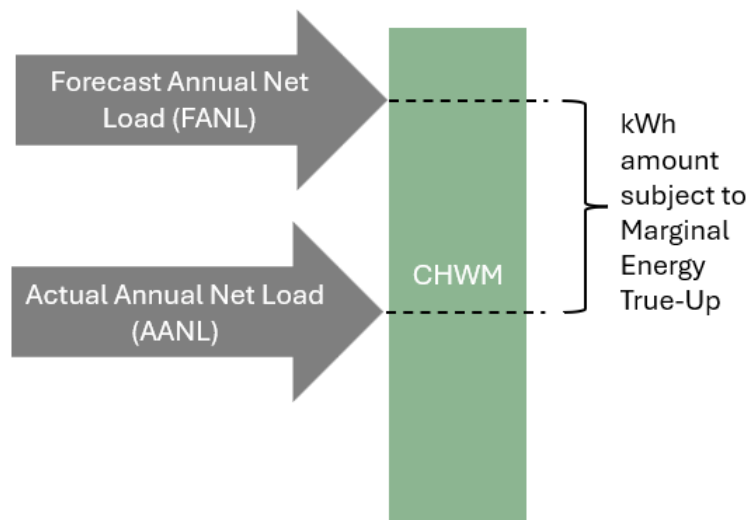 Forecast Annual Net
Load (FANL)
kWh
amount
subject to
Marginal
Energy
True-Up
CHWM
Actual Annual Net Load
(AANL)